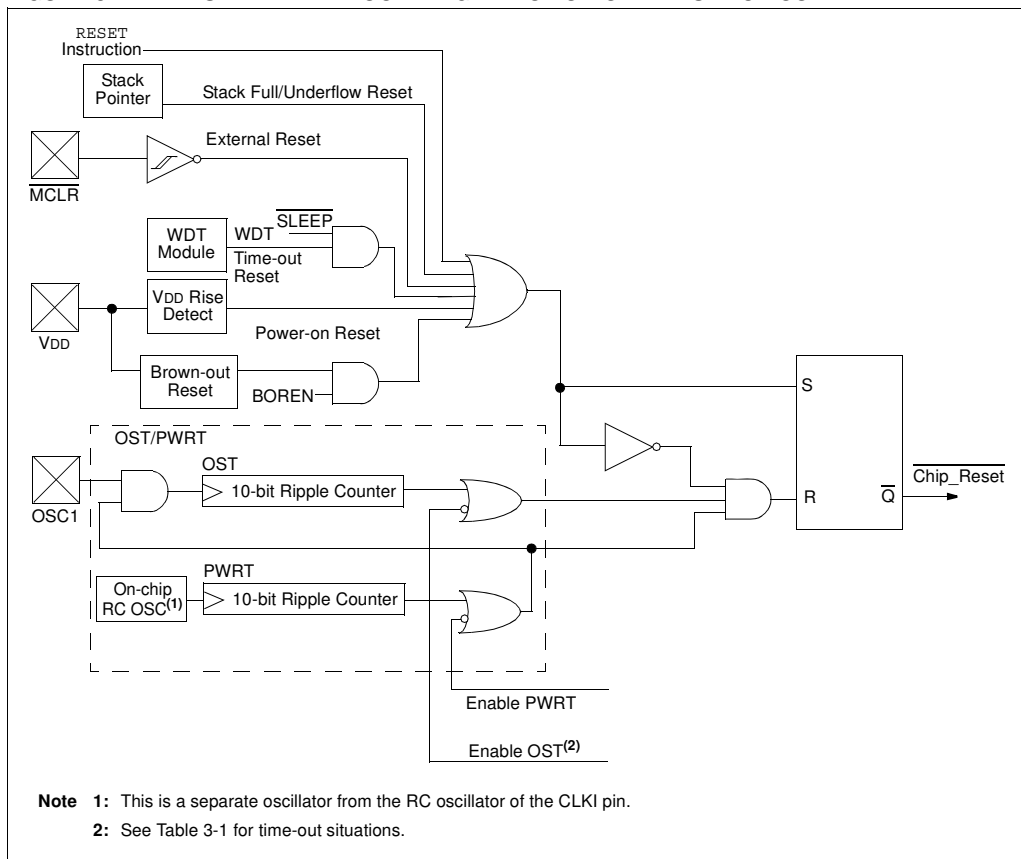 RESET
Instruction
Stack
Pointer
Stack Full/Underflow Reset
External Reset
MCLR
WDT
Module
WDT
Time-out
Reset
SLEEP
VDD Rise
Detect
VDD
Power-on Reset
Brown-out
Reset
BOREN
S
OST/PWRT
OST
10-bit Ripple Counter
OSC1
Chip_Reset
R
Q
PWRT
On-chip
RC OSC(1)
10-bit Ripple Counter
Enable PWRT
Enable OST(2)
Note 1: This is a separate oscillator from the RC oscillator of the CLKI pin.
2: See Table 3-1 for time-out situations.